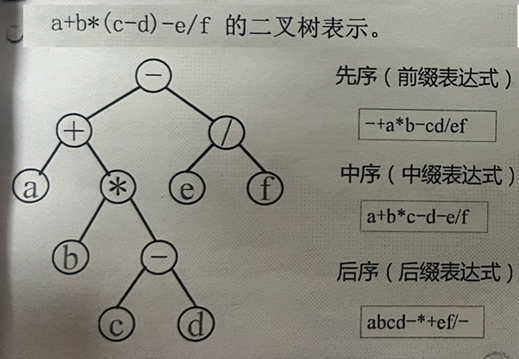 a+b*(c-d)-e/f 的二叉树表示。
先序(前缀表达式)
-+a*b-cd/ef
中序(中缀表达式)
a+b*c-d-e/f
后序(后缀表达式)
abcd-*+ef/-
-
+
/
a
*
e
f
b
-
c
d